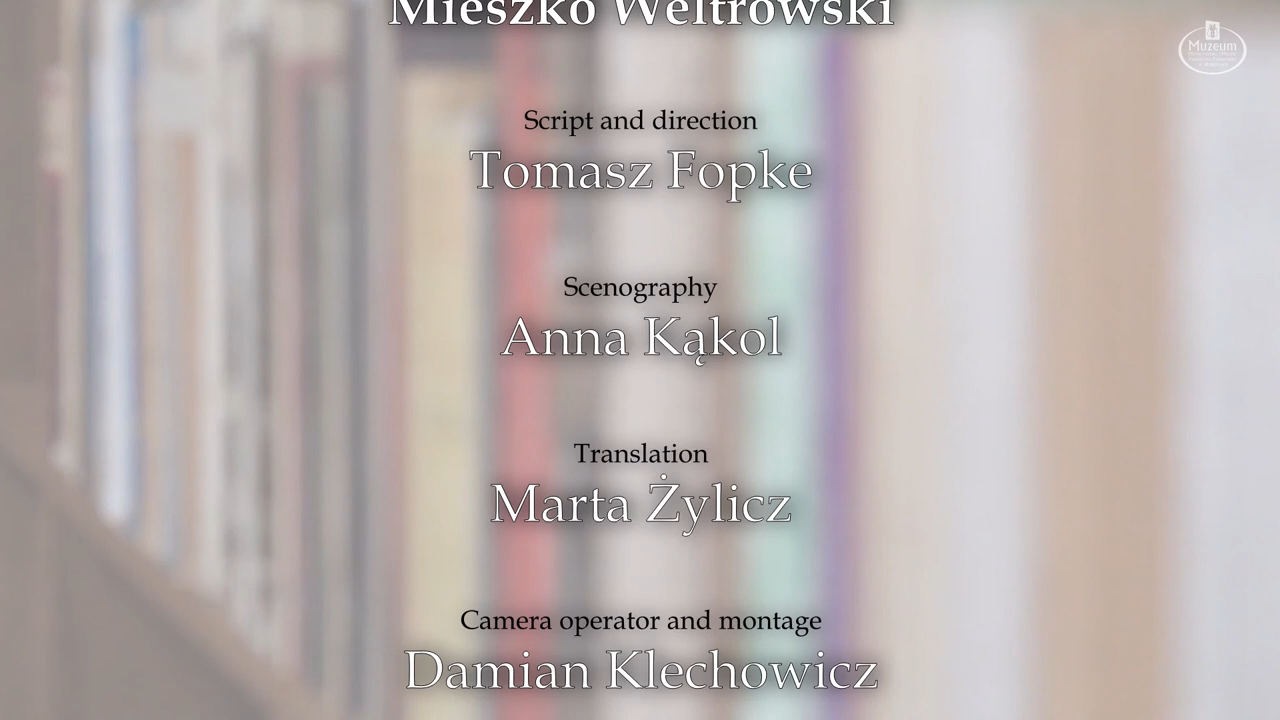 Mieszko Weltrowski
Muzeum
Script and direction
Tomasz Fopke
Scenography
Anna Kąkol
Translation
Marta Żylicz
Camera operator and montage
Damian Klechowicz